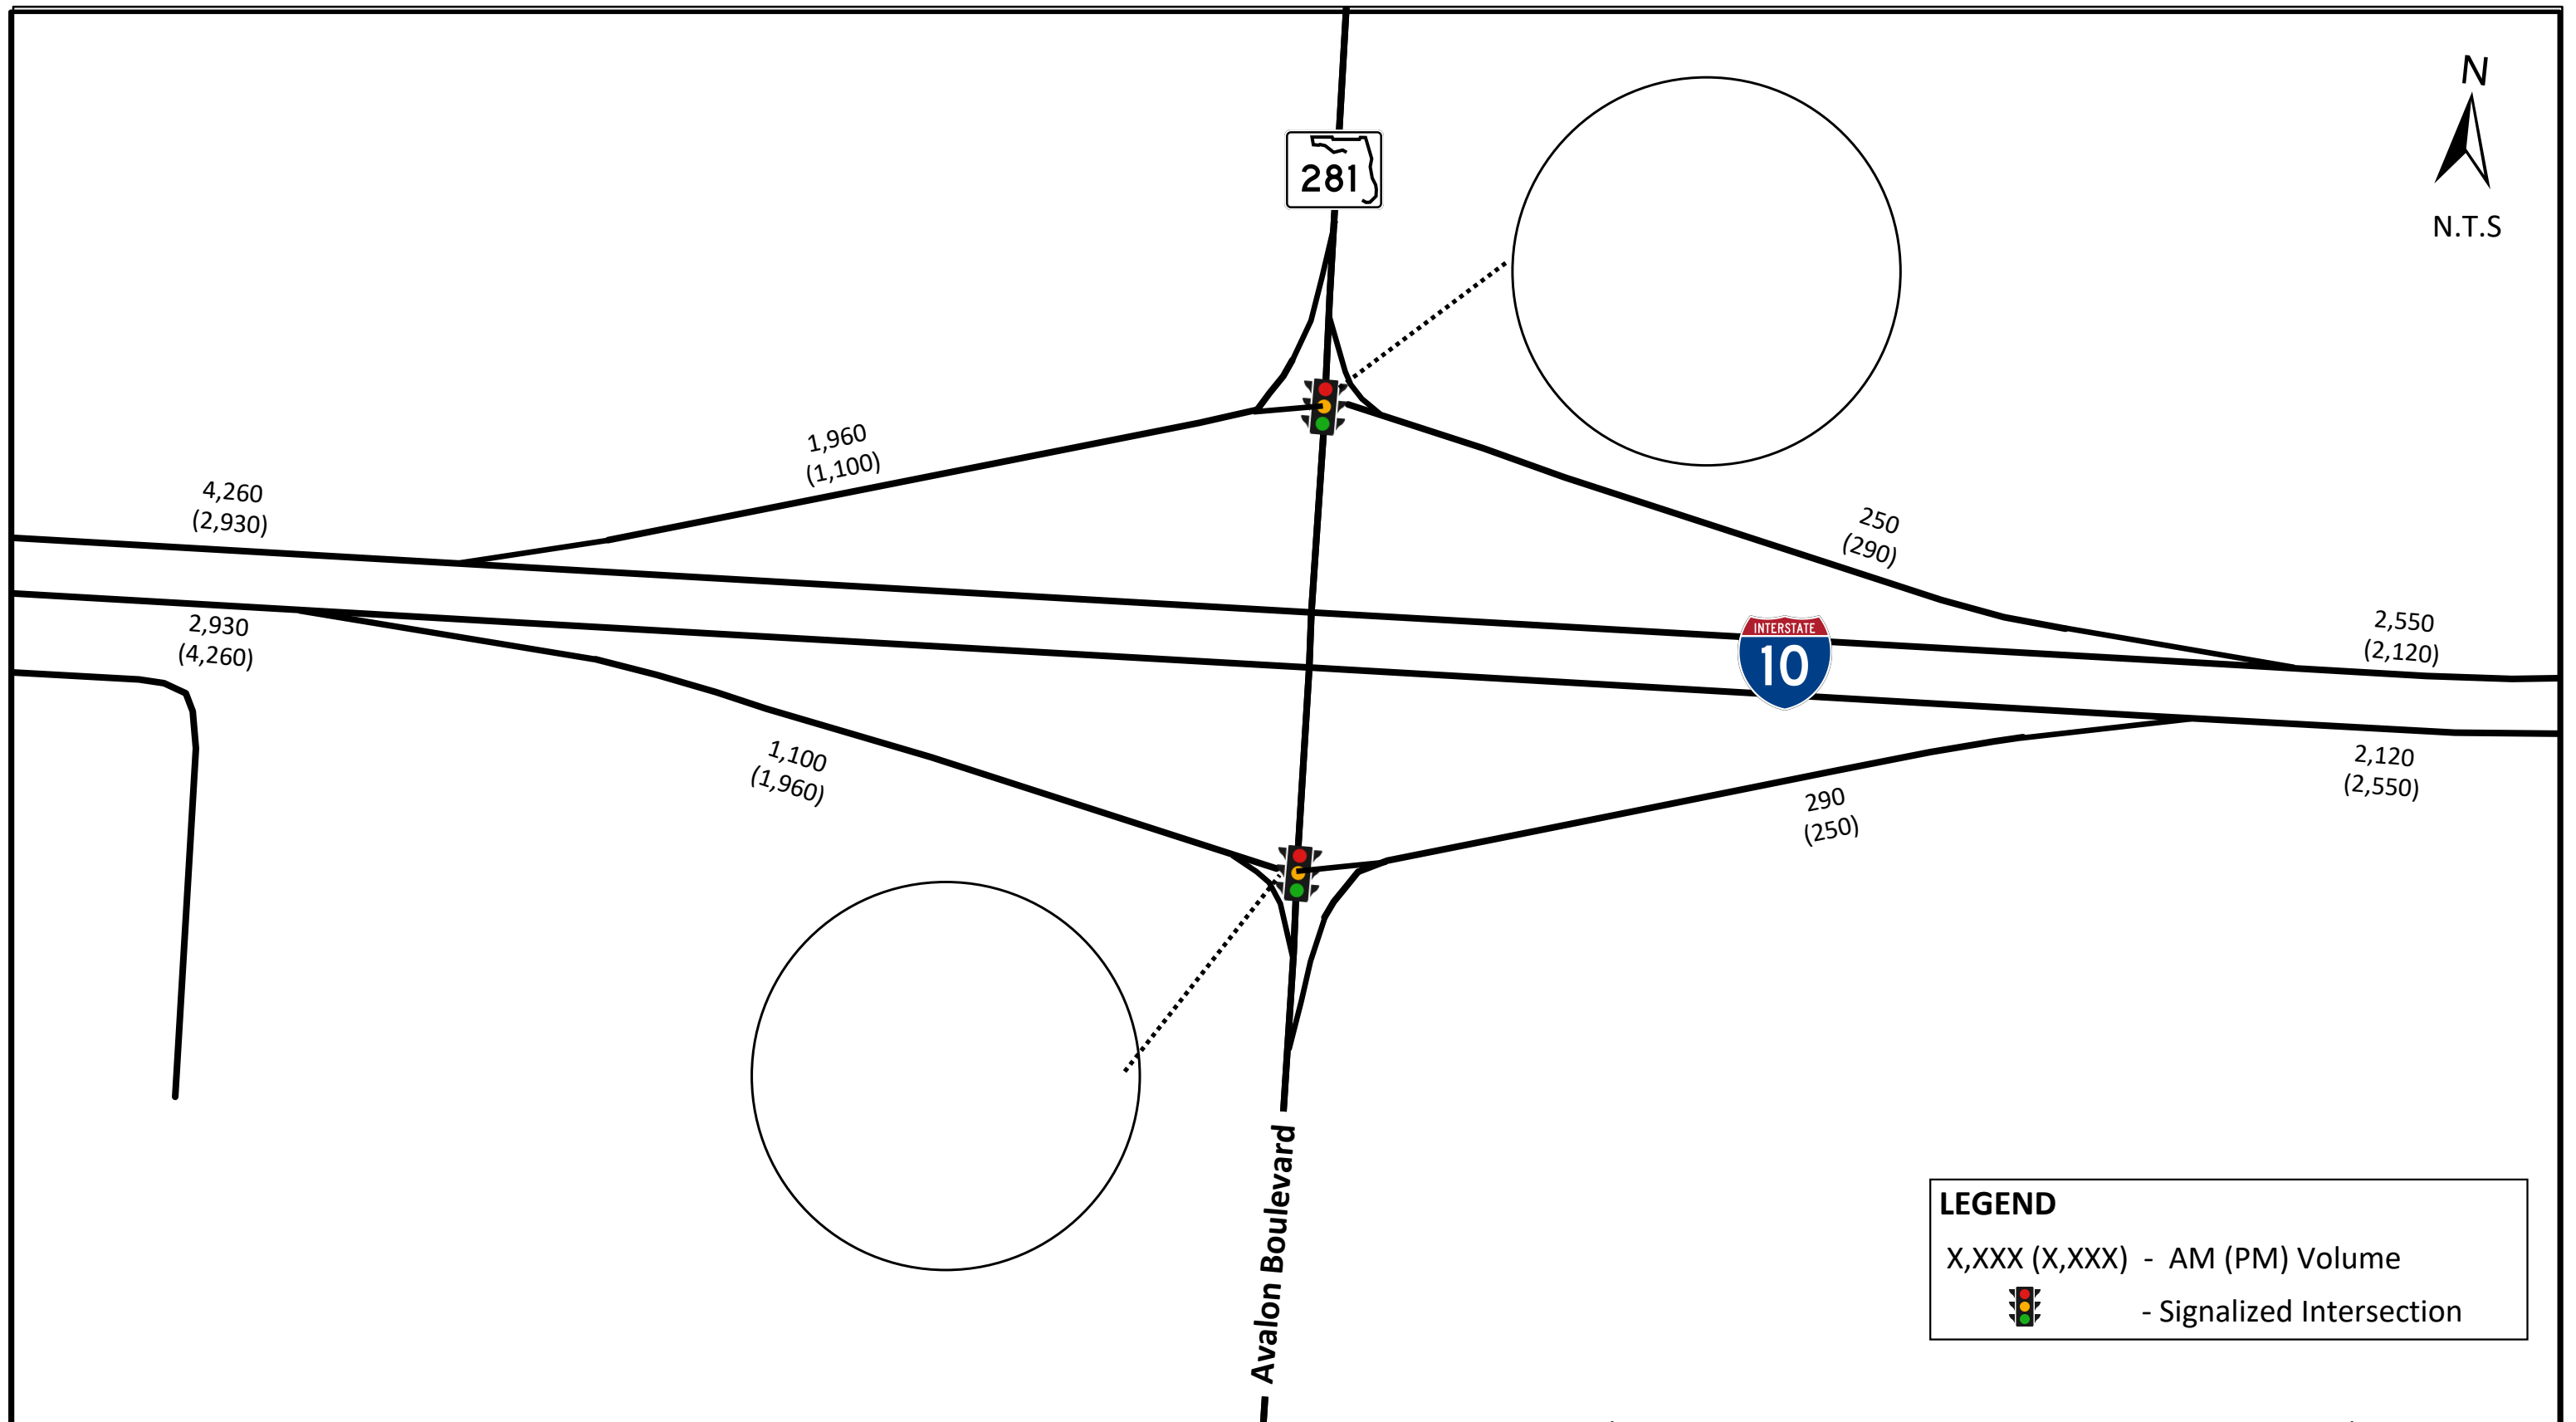 N
N.T.S
281
1,960
(1,100)
4,260
(2,930)
250
(290)
2,550
(2,120)
2,930
(4,260)
INTERSTATE
10
1,100
(1,960)
2,120
(2,550)
290
(250)
Avalon Boulevard
LEGEND
X,XXX (X,XXX) - AM (PM) Volume
- Signalized Intersection